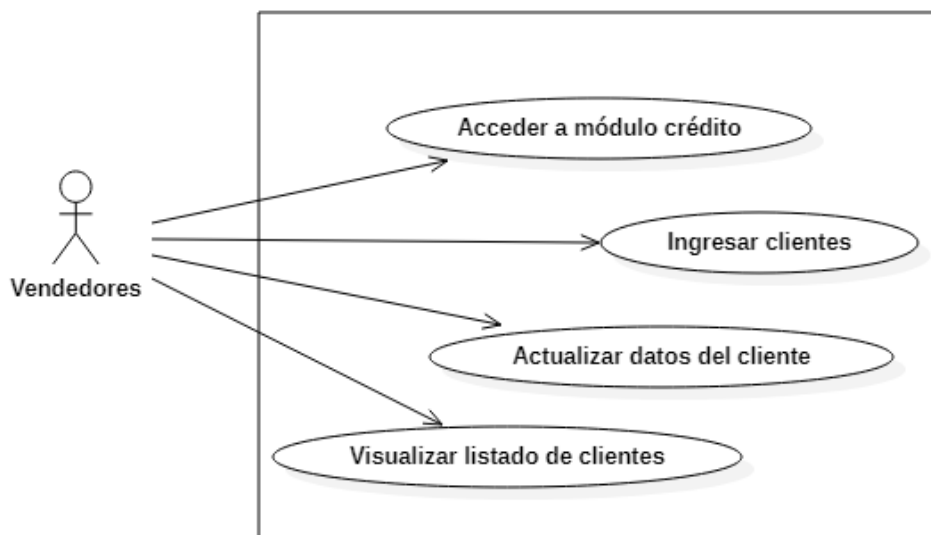 Acceder a módulo crédito
Ingresar clientes
Vendedores
Actualizar datos del cliente
Visualizar listado de clientes